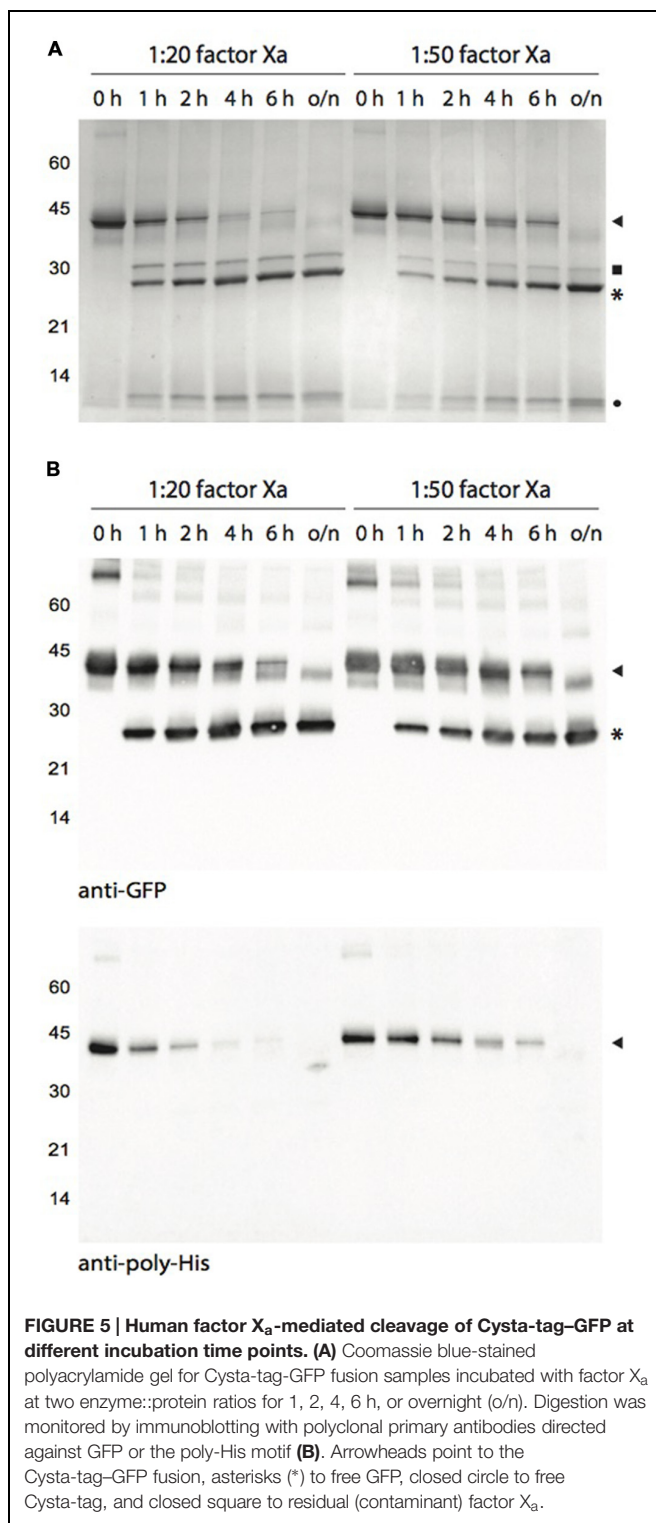 A
1:20 factor Xa 1:50 factor Xa
0 h 1 h 2 h 4 h 6 h o/n 0 h 1 h 2 h 4 h 6 h o/n
60
45
30
*
21
14
B
1:20 factor Xa 1:50 factor Xa
0 h 1 h 2 h 4 h 6 h o/n 0 h 1 h 2 h 4 h 6 h o/n
60
45
30
*
21
14
anti-GFP
60
45
30
21
14
anti-poly-His
FIGURE 5 | Human factor Xa-mediated cleavage of Cysta-tag–GFP at
different incubation time points. (A) Coomassie blue-stained
polyacrylamide gel for Cysta-tag-GFP fusion samples incubated with factor Xa
at two enzyme::protein ratios for 1, 2, 4, 6 h, or overnight (o/n). Digestion was
monitored by immunoblotting with polyclonal primary antibodies directed
against GFP or the poly-His motif (B). Arrowheads point to the
Cysta-tag–GFP fusion, asterisks (*) to free GFP, closed circle to free
Cysta-tag, and closed square to residual (contaminant) factor Xa.